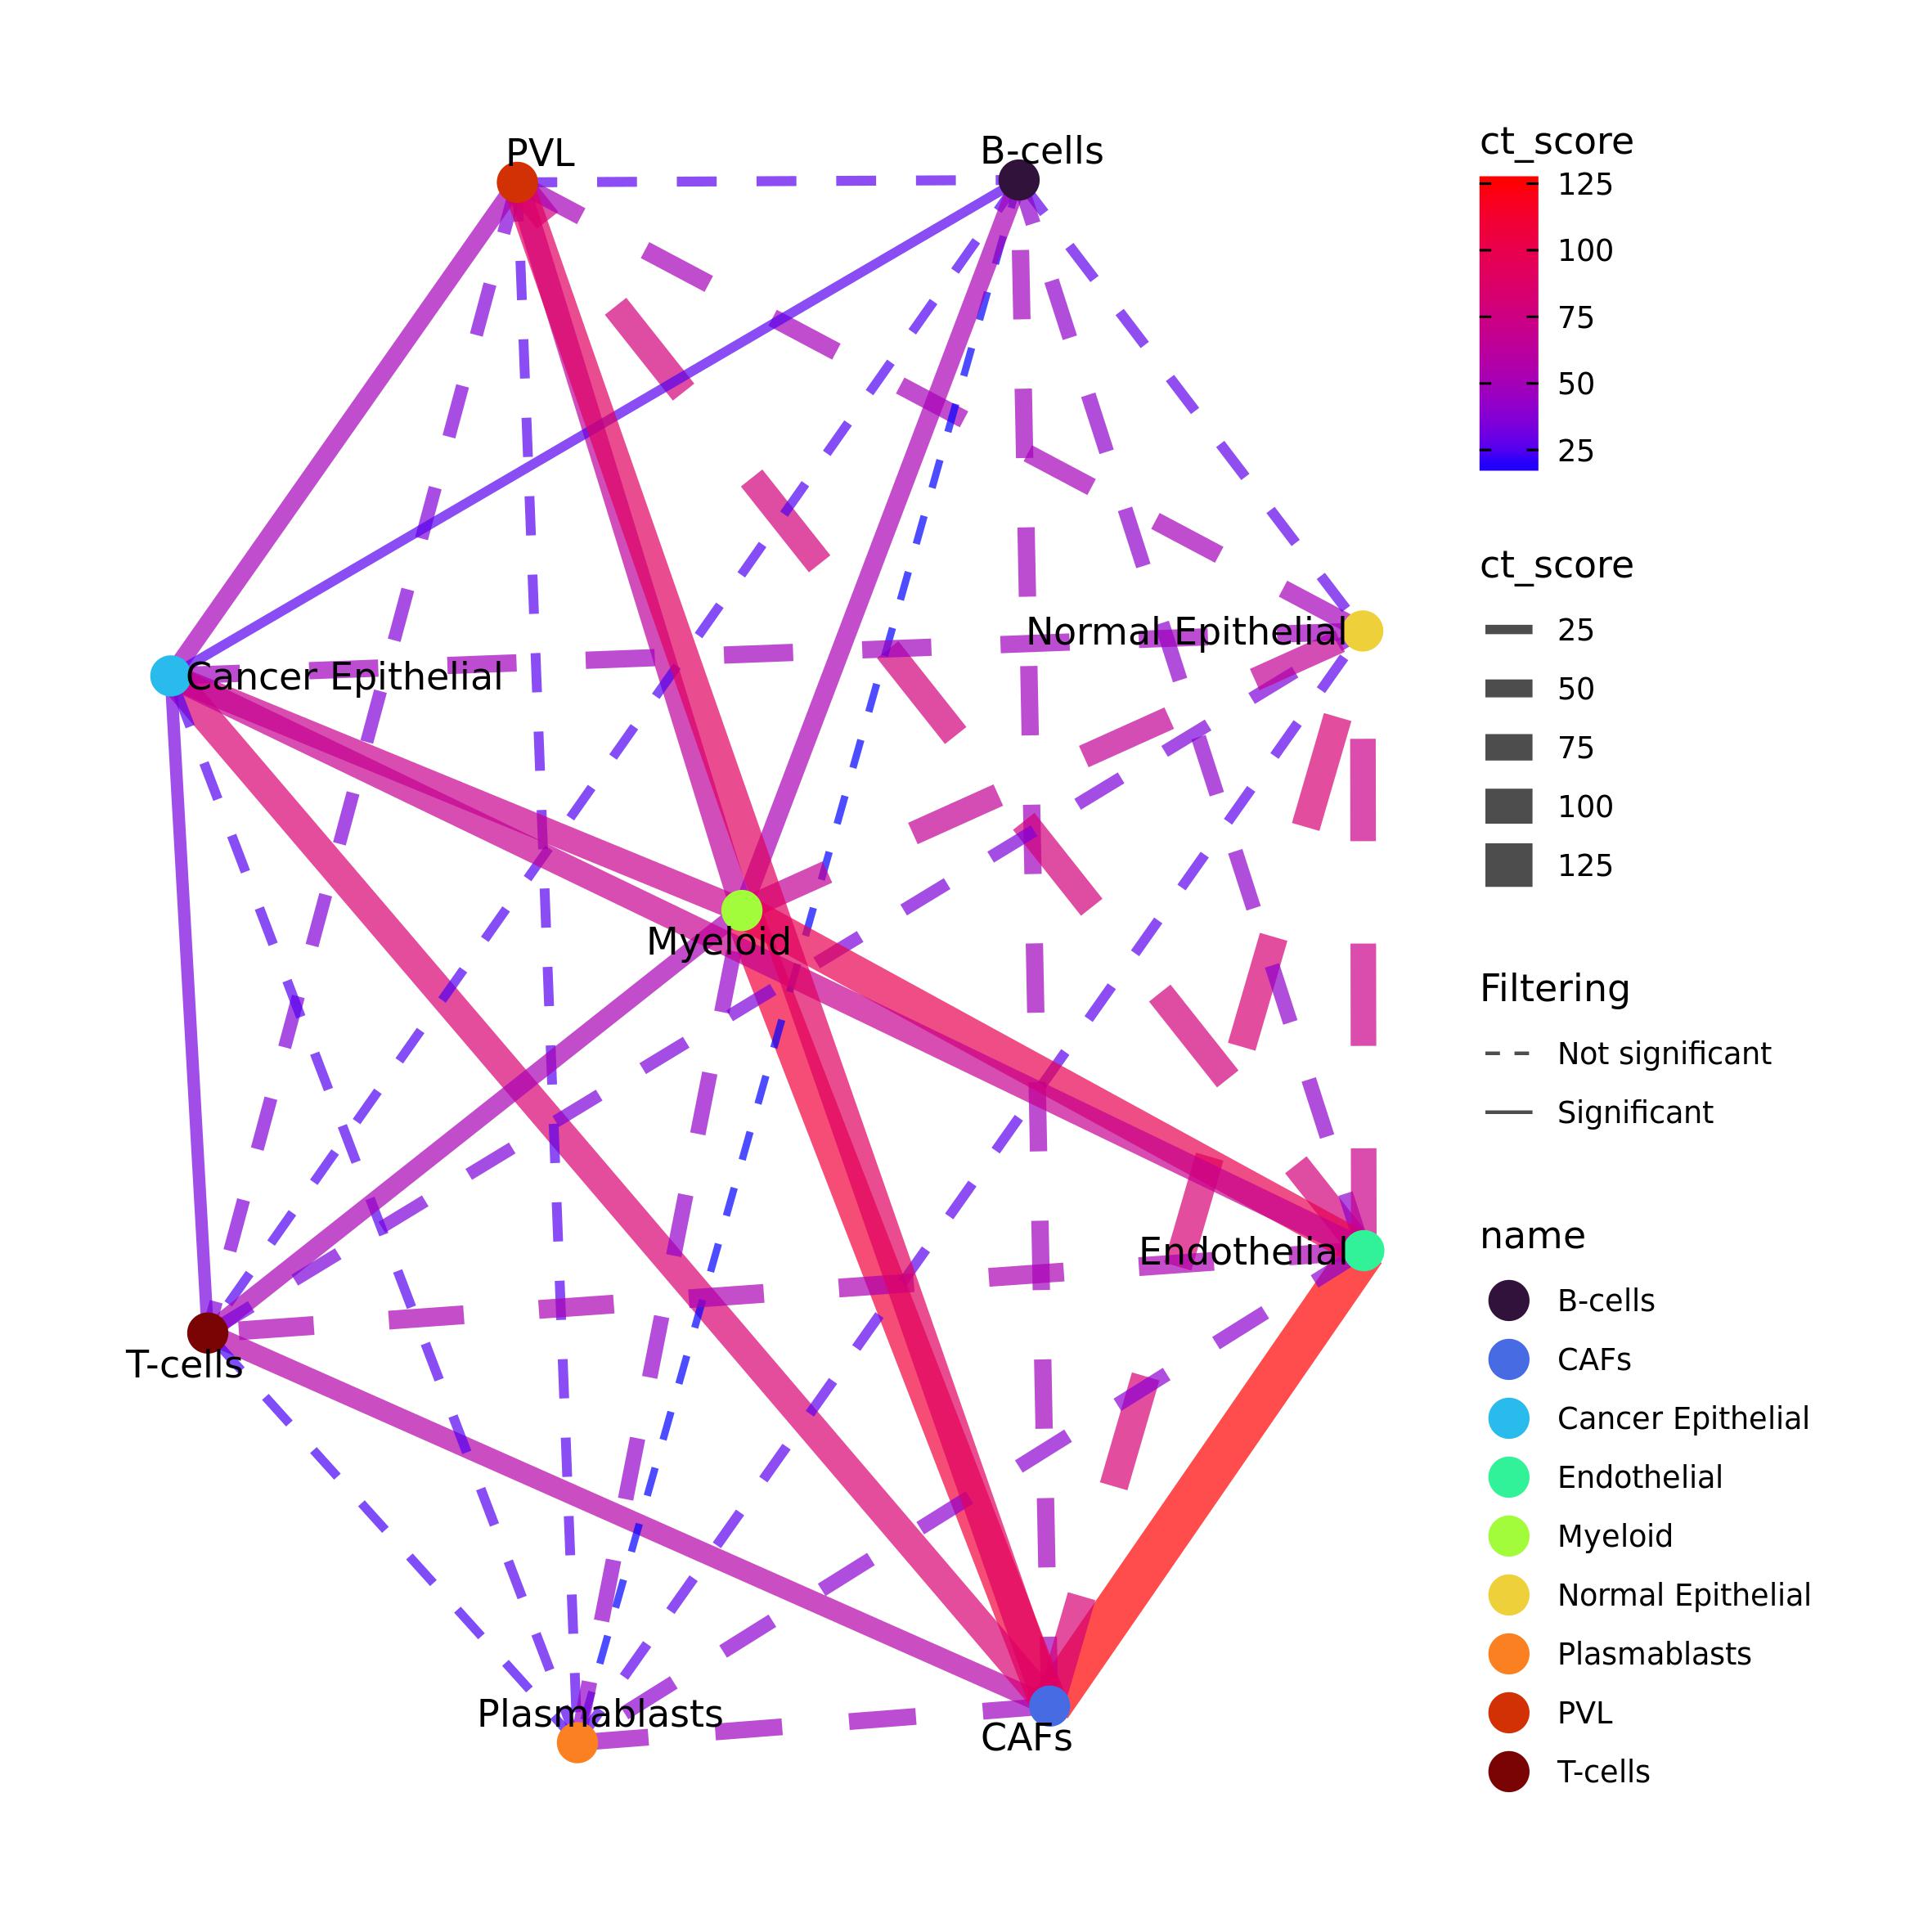 PVL
B-cells
Normal Epithelial
Cancer Epithelial
Myeloid
Endothelial
T-cells
Plasmablasts
CAFs
ct_score
125
100
75
50
25
ct_score
25
50
75
100
125
Filtering
Not significant
Significant
name
B-cells
CAFs
Cancer Epithelial
Endothelial
Myeloid
Normal Epithelial
Plasmablasts
PVL
T-cells